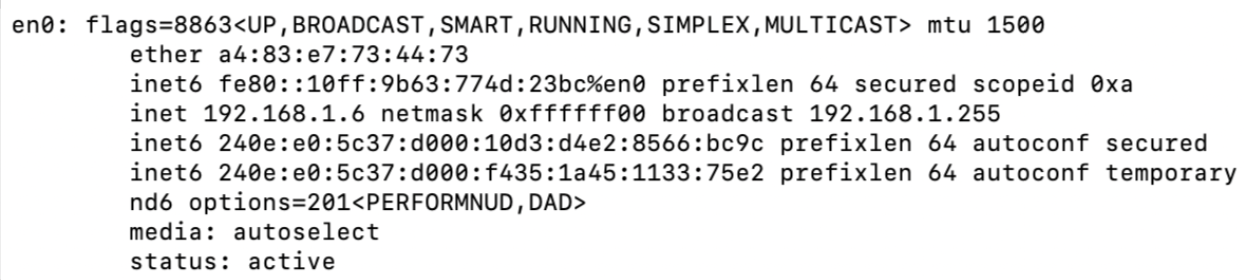 en0: flags=8863<UP,BROADCAST,SMART,RUNNING,SIMPLEX,MULTICAST> mtu 1500
ether a4:83:e7:73:44:73
inet6 fe80::10ff:9b63:774d:23bc%en0 prefixlen 64 secured scopeid 0xa
inet 192.168.1.6 netmask 0xffffff00 broadcast 192.168.1.255
inet6 240e:e0:5c37:d000:10d3:d4e2:8566:bc9c prefixlen 64 autoconf secured
inet6 240e:e0:5c37:d000:f435:1a45:1133:75e2 prefixlen 64 autoconf temporary
nd6 options=201<PERFORMNUD,DAD>
media: autoselect
status: active